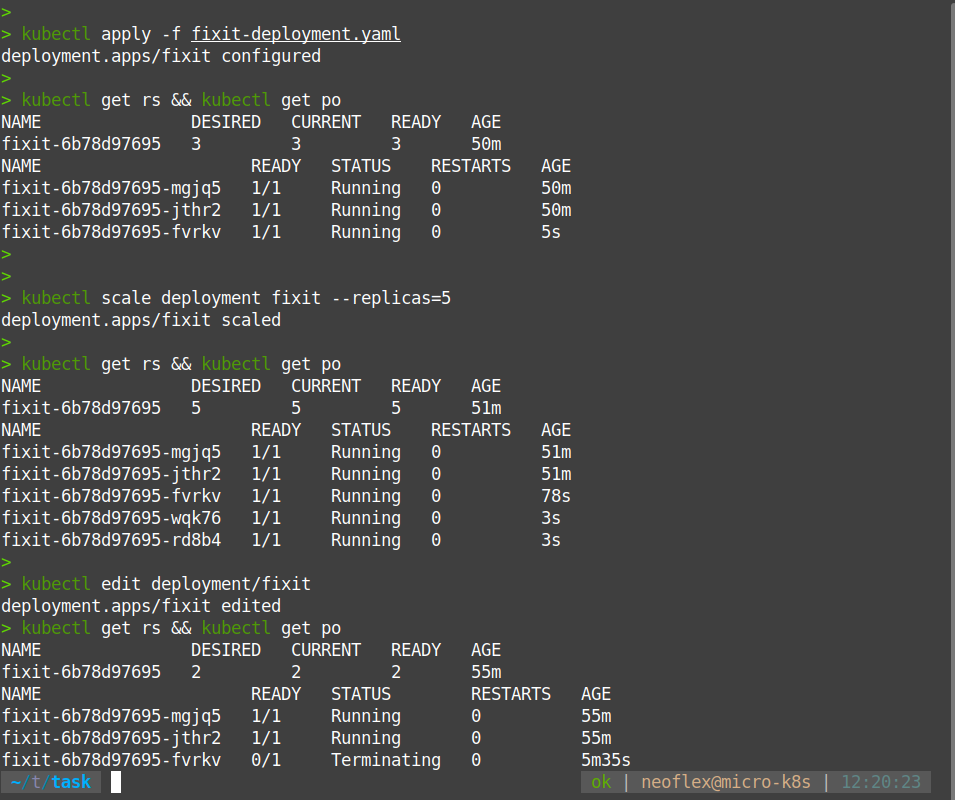 >
> kubectl apply -f fixit-deployment.yaml
deployment.apps/fixit configured
>
> kubectl get rs && kubectl get po
NAME               DESIRED   CURRENT   READY   AGE
fixit-6b78d97695   3         3         3       50m
NAME                     READY   STATUS    RESTARTS   AGE
fixit-6b78d97695-mgjq5   1/1     Running   0          50m
fixit-6b78d97695-jthr2   1/1     Running   0          50m
fixit-6b78d97695-fvrkv   1/1     Running   0          5s
>
>
> kubectl scale deployment fixit --replicas=5
deployment.apps/fixit scaled
>
> kubectl get rs && kubectl get po
NAME               DESIRED   CURRENT   READY   AGE
fixit-6b78d97695   5         5         5       51m
NAME                     READY   STATUS    RESTARTS   AGE
fixit-6b78d97695-mgjq5   1/1     Running   0          51m
fixit-6b78d97695-jthr2   1/1     Running   0          51m
fixit-6b78d97695-fvrkv   1/1     Running   0          78s
fixit-6b78d97695-wqk76   1/1     Running   0          3s
fixit-6b78d97695-rd8b4   1/1     Running   0          3s
>
> kubectl edit deployment/fixit
deployment.apps/fixit edited
> kubectl get rs && kubectl get po
NAME               DESIRED   CURRENT   READY   AGE
fixit-6b78d97695   2         2         2       55m
NAME                     READY   STATUS        RESTARTS   AGE
fixit-6b78d97695-mgjq5   1/1     Running       0          55m
fixit-6b78d97695-jthr2   1/1     Running       0          55m
fixit-6b78d97695-fvrkv   0/1     Terminating   0          5m35s
~/t/task ok | neoflex@micro-k8s | 12:20:23